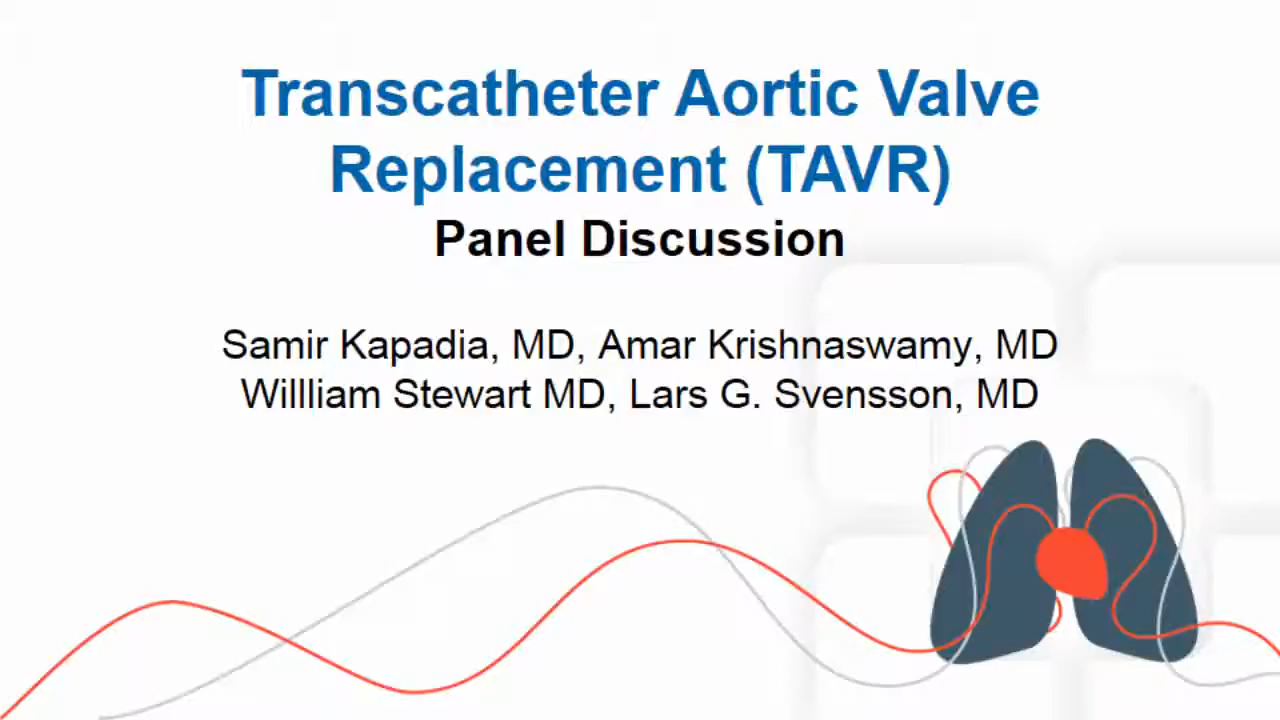 Transcatheter Aortic Valve
Replacement (TAVR)
Panel Discussion
Samir Kapadia, MD, Amar Krishnaswamy, MD
Willliam Stewart MD, Lars G. Svensson, MD